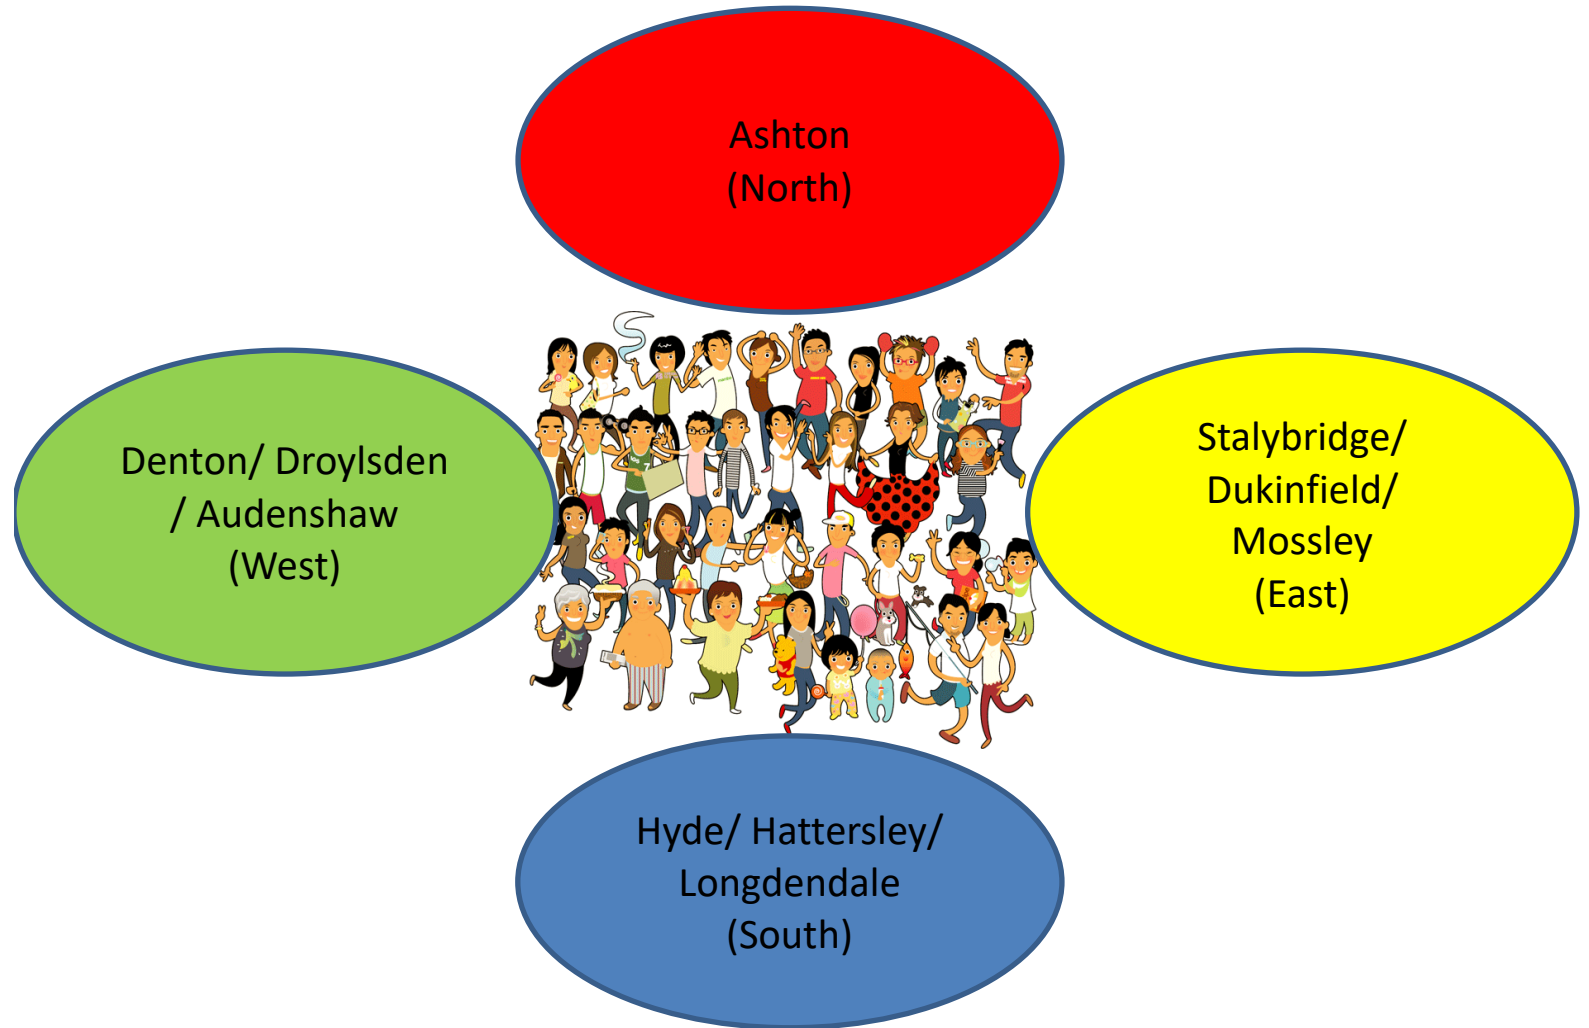 Ashton
(North)
Denton/ Droylsden
/ Audenshaw
(West)
Stalybridge/
Dukinfield/
Mossley
(East)
Hyde/ Hattersley/
Longdendale
(South)